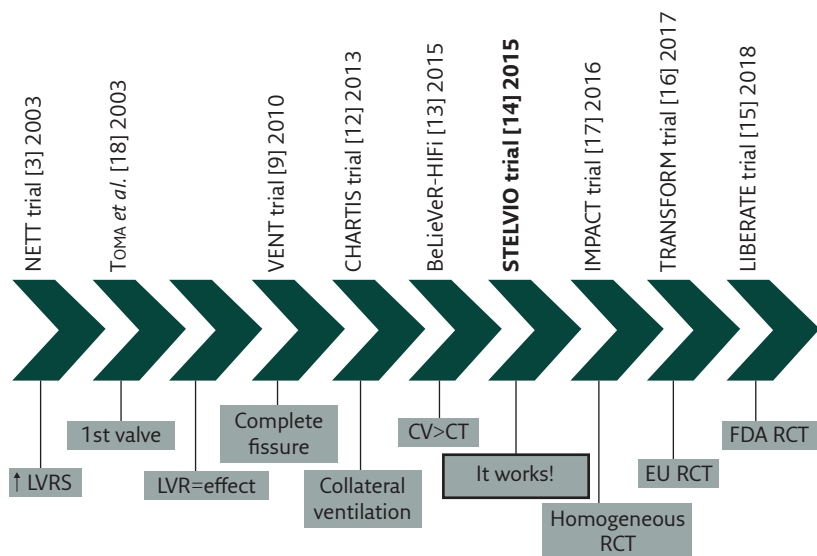 NETT trial [3] 2003
Toma et al. [18] 2003
VENT trial [9] 2010
CHARTIS trial [12] 2013
BeLieVeR-HIFi [13] 2015
STELVIO trial [14] 2015
IMPACT trial [17] 2016
TRANSFORM trial [16] 2017
LIBERATE trial [15] 2018
↑ LVRS
1st valve
LVR=effect
Complete
fissure
Collateral
ventilation
CV>CT
It works!
Homogeneous
RCT
EU RCT
FDA RCT